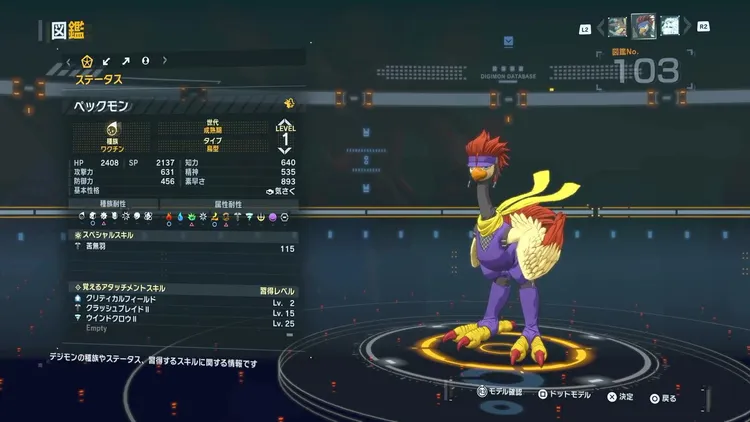 図鑑
L2
R2
図鑑No.
103
DIGIMON DATABASE
ステータス
ペックモン
種族
ワクチン
世代
成熟期
タイプ
鳥型
LEVEL
1
HP 2408 SP 2137 知力 640
攻撃力 631 精神 535
防御力 456 素早さ 893
基本性格 気さく
種族耐性 属性耐性
スペシャルスキル
苦無羽 115
覚えるアタッチメントスキル 習得レベル
クリティカルフィールド Lv. 2
クラッシュブレイドII Lv. 15
ウインドクロウII Lv. 25
Empty
デジモンの種族やステータス、習得するスキルに関する情報です
R3 モデル確認 ドットモデル 決定 戻る